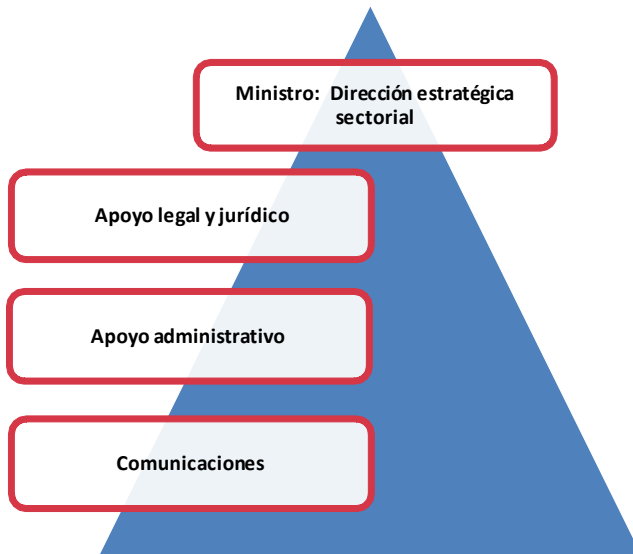 Ministro: Dirección estratégica
sectorial
Apoyo legal y jurídico
Apoyo administrativo
Comunicaciones